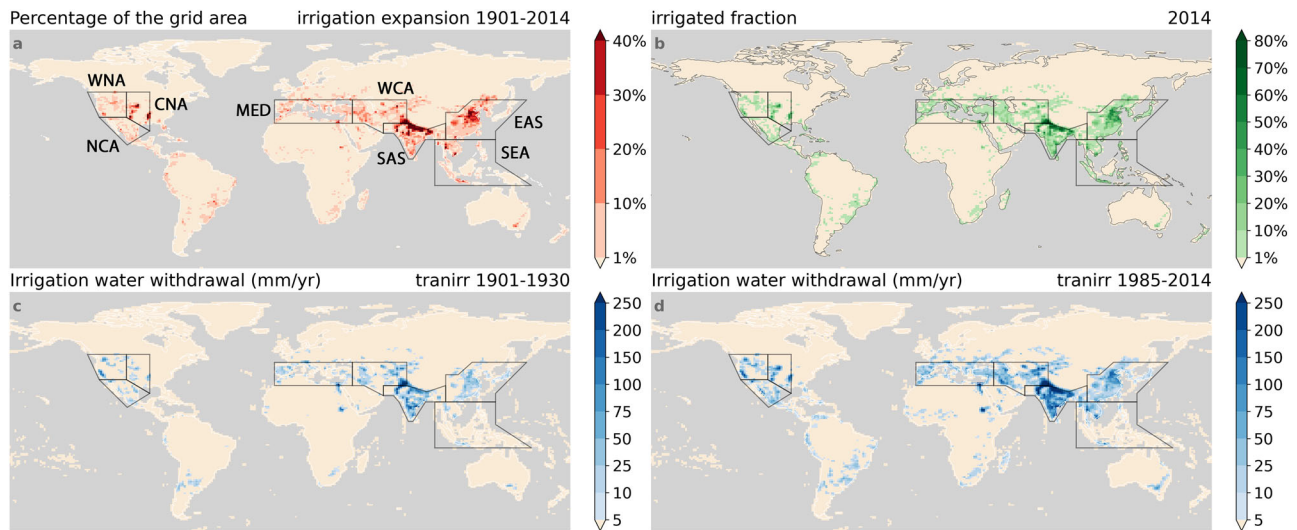 Percentage of the grid area irrigation expansion 1901-2014
a
WNA
CNA
NCA
MED
WCA
EAS
SAS
SEA
40%
30%
20%
10%
1%
irrigated fraction 2014
b
80%
70%
60%
50%
40%
30%
20%
10%
1%
Irrigation water withdrawal (mm/yr) tranirr 1901-1930
c
250
200
150
100
75
50
25
10
5
Irrigation water withdrawal (mm/yr) tranirr 1985-2014
d
250
200
150
100
75
50
25
10
5